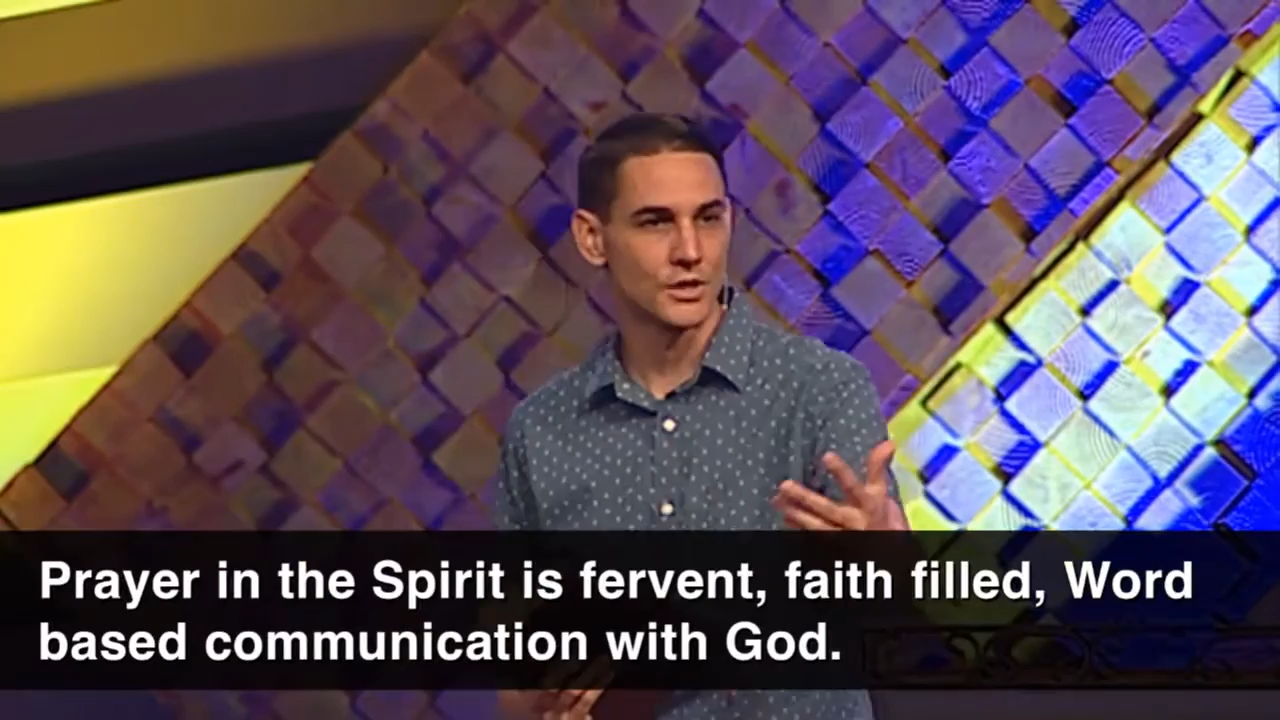 Prayer in the Spirit is fervent, faith filled, Word
based communication with God.